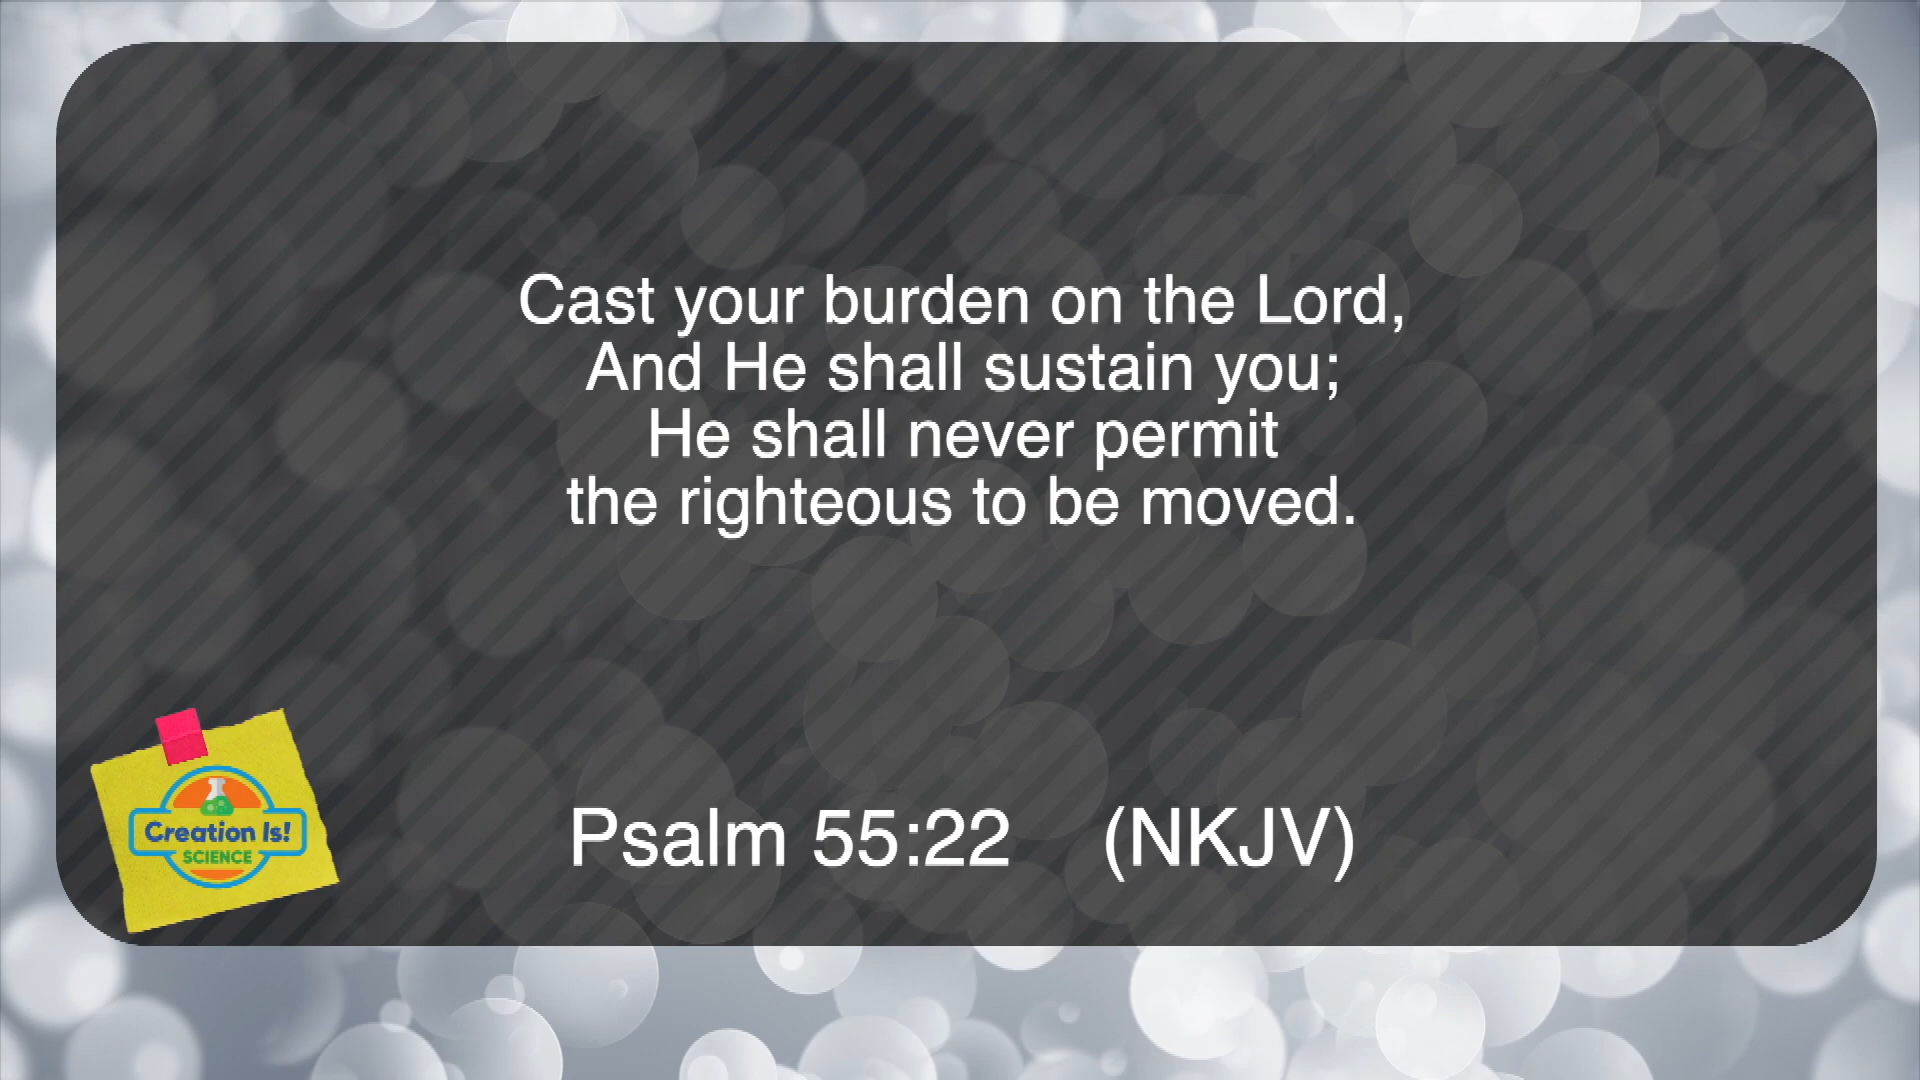 Cast your burden on the Lord,
And He shall sustain you;
He shall never permit
the righteous to be moved.
Psalm 55:22 (NKJV)
Creation Is!
SCIENCE